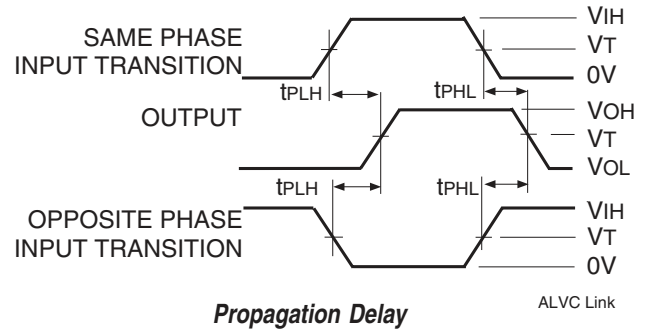 SAME PHASE
INPUT TRANSITION
VIH
VT
0V
tPLH
tPHL
OUTPUT
VOH
VT
VOL
tPLH
tPHL
OPPOSITE PHASE
INPUT TRANSITION
VIH
VT
0V
Propagation Delay
ALVC Link